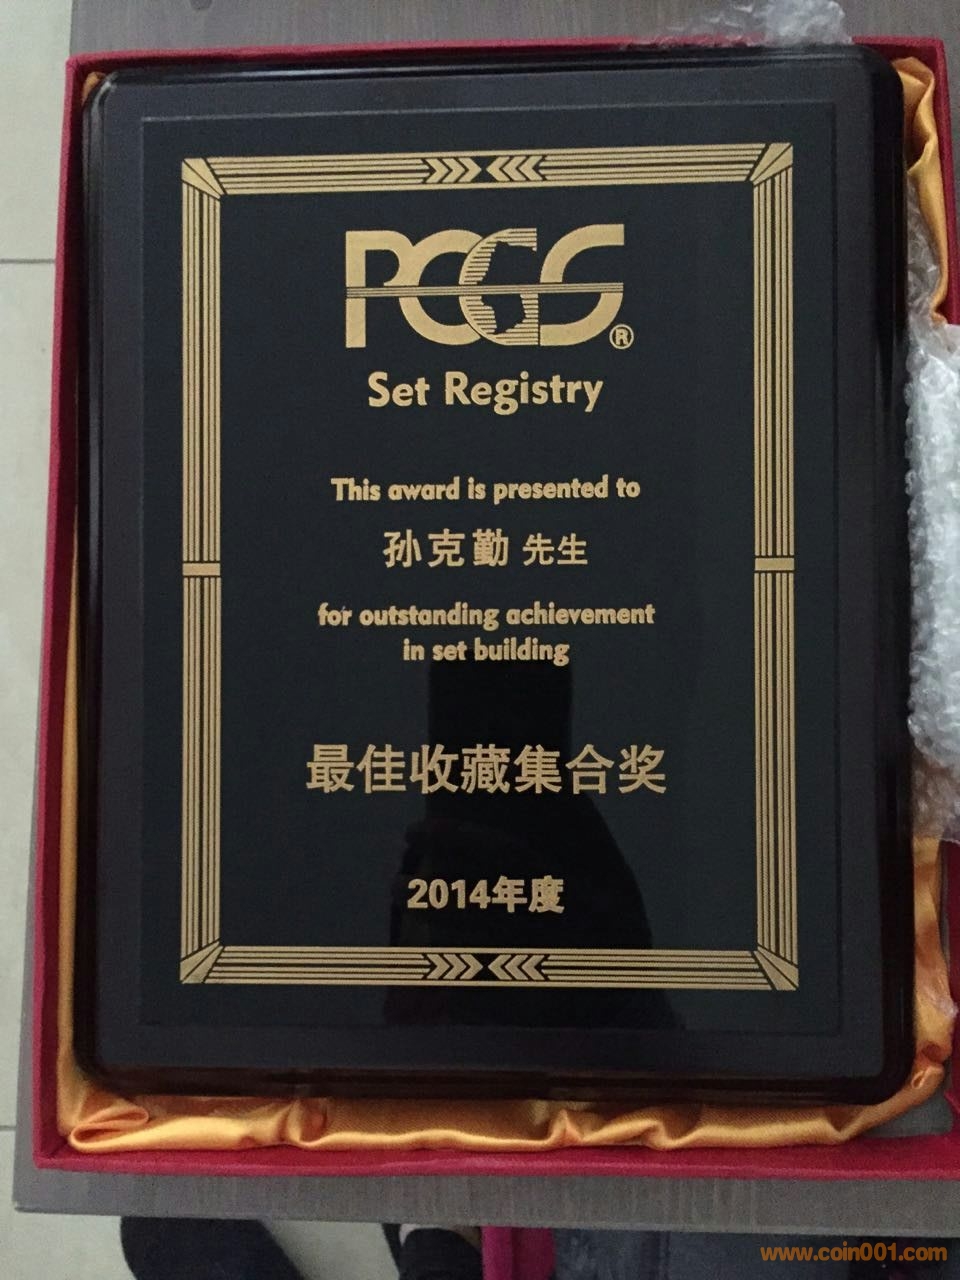 PCGS®
Set Registry
This award is presented to
孙克勤 先生
for outstanding achievement
in set building
最佳收藏集合奖
2014年度
www.coin001.com